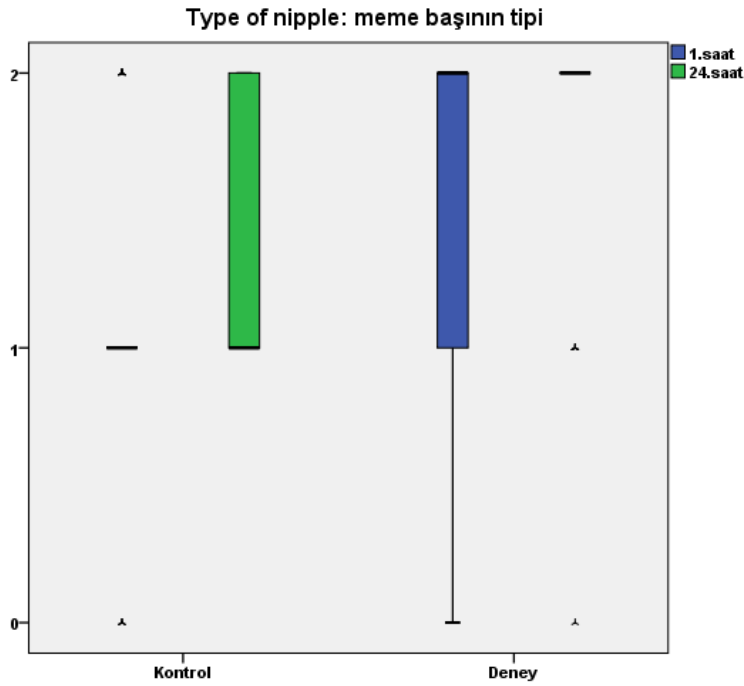 Type of nipple: meme başının tipi
1.saat
24.saat
2
1
0
Kontrol
Deney